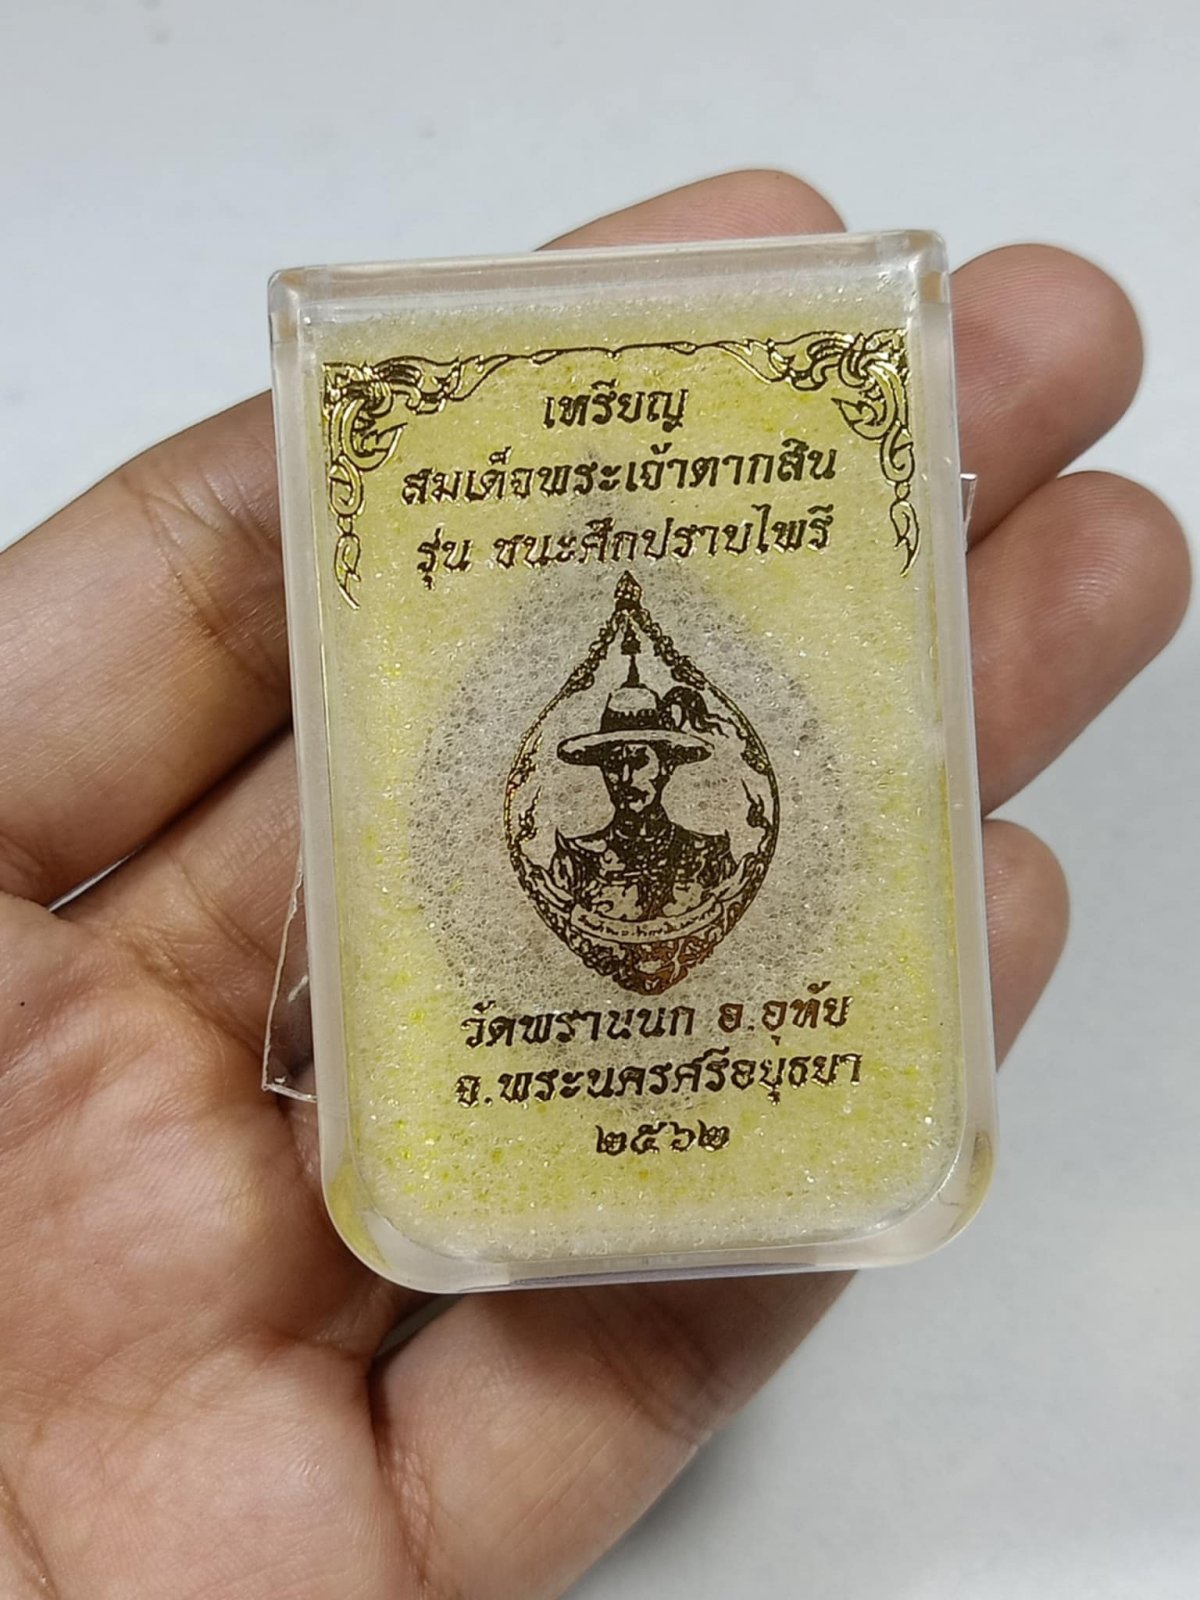 เหรียญ
สมเด็จพระเจ้าตากสิน
รุ่น ชนะศึกปราบไพรี
วัดพรานนก อ.อุทัย
จ.พระนครศรีอยุธยา
๒๕๖๒